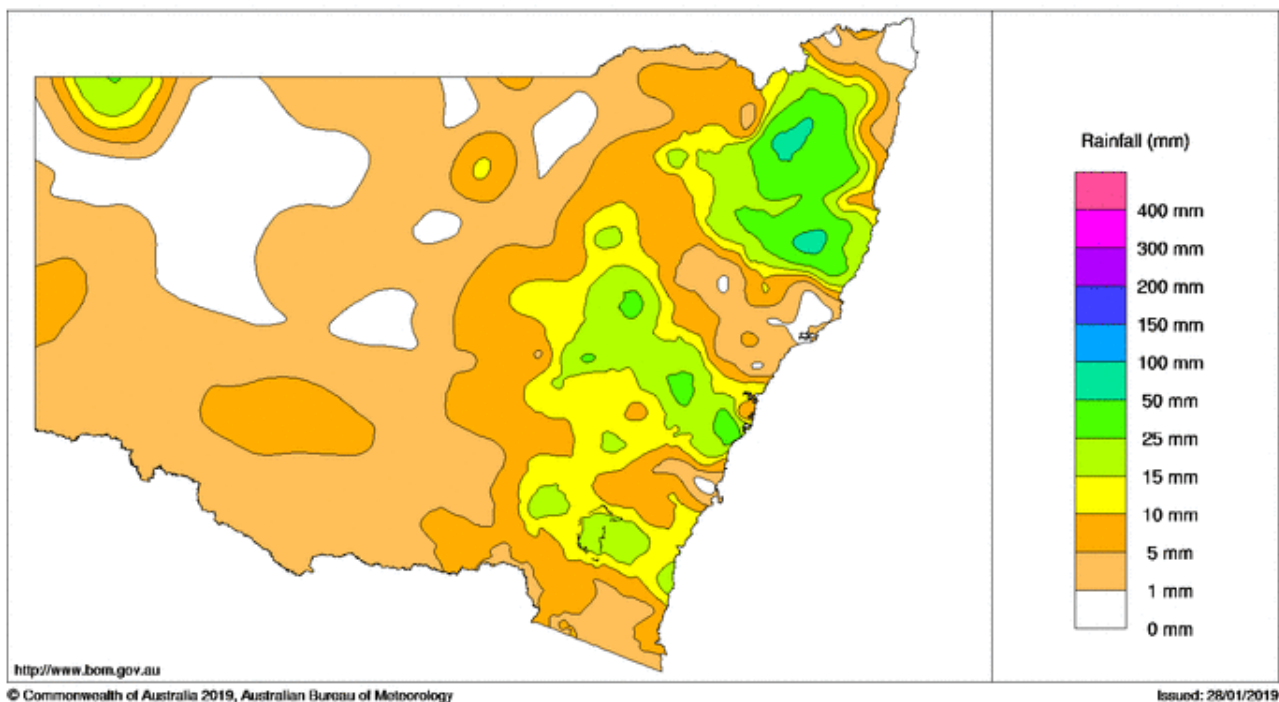 Rainfall (mm)
400 mm
300 mm
200 mm
150 mm
100 mm
50 mm
25 mm
15 mm
10 mm
5 mm
1 mm
0 mm
http://www.bom.gov.au
© Commonwealth of Australia 2019, Australian Bureau of Meteorology
Issued: 28/01/2019